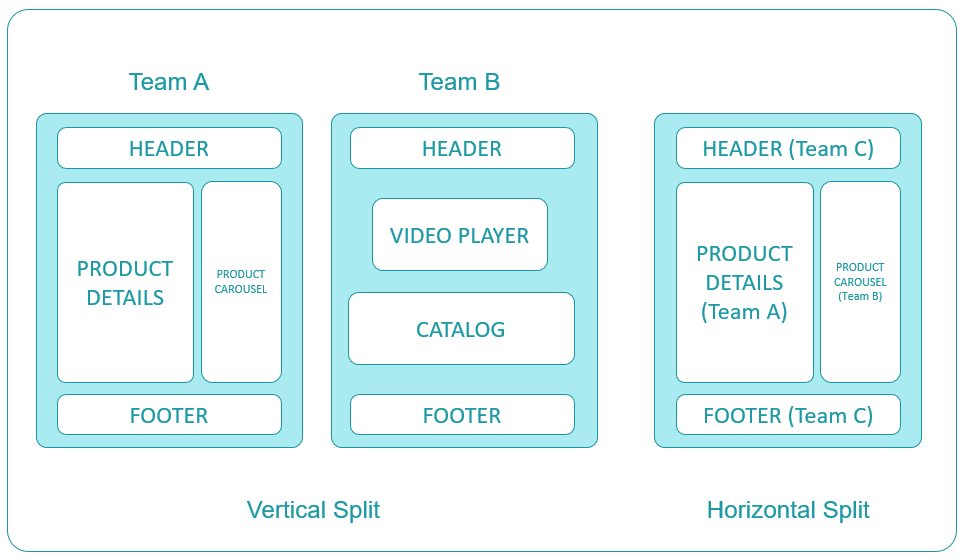 Team A
HEADER
PRODUCT
DETAILS
PRODUCT
CAROUSEL
FOOTER
Team B
HEADER
VIDEO PLAYER
CATALOG
FOOTER
Vertical Split
HEADER (Team C)
PRODUCT
DETAILS
(Team A)
PRODUCT
CAROUSEL
(Team B)
FOOTER (Team C)
Horizontal Split